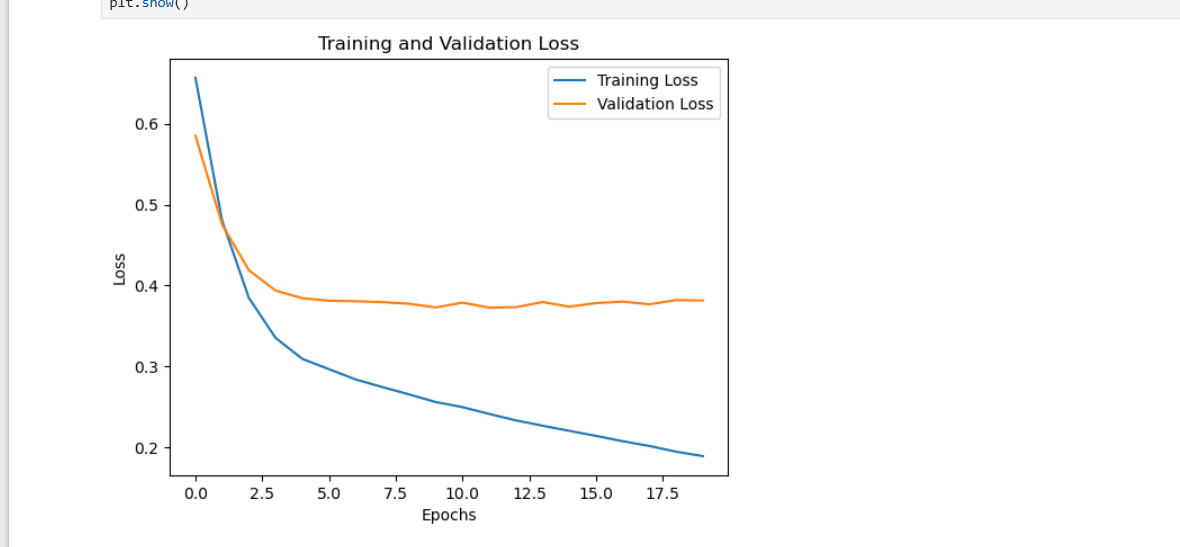 plt.show()
Training and Validation Loss
Training Loss
Validation Loss
0.6
0.5
0.4
0.3
0.2
Loss
0.0 2.5 5.0 7.5 10.0 12.5 15.0 17.5
Epochs